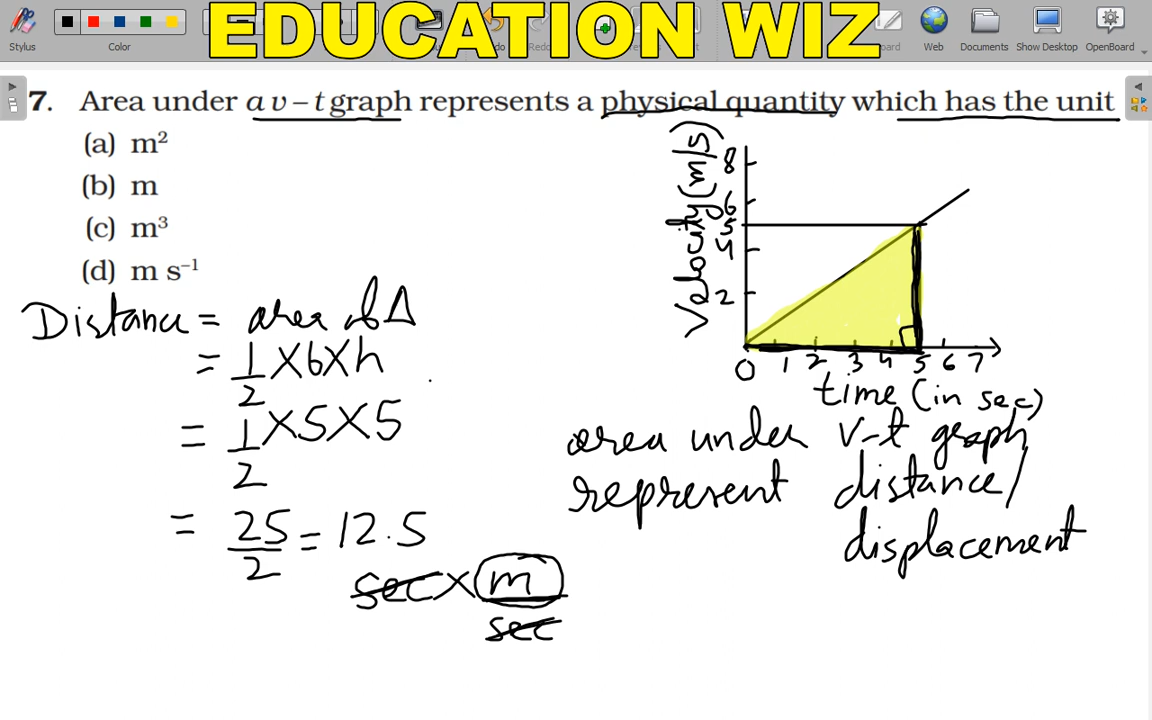 EDUCATION WIZ
Stylus
Color
Redo
Web
Documents
Show Desktop
OpenBoard
7. Area under a v – t graph represents a physical quantity which has the unit
(a) m²
(b) m
(c) m³
(d) m s⁻¹
Distance = area of Δ
= 1/2 × b × h
= 1/2 × 5 × 5
= 25/2 = 12.5
sec × m/sec
Velocity (m/s)
8
6
5
4
2
0 1 2 3 4 5 6 7
time (in sec)
area under v-t graph
represent distance/
displacement